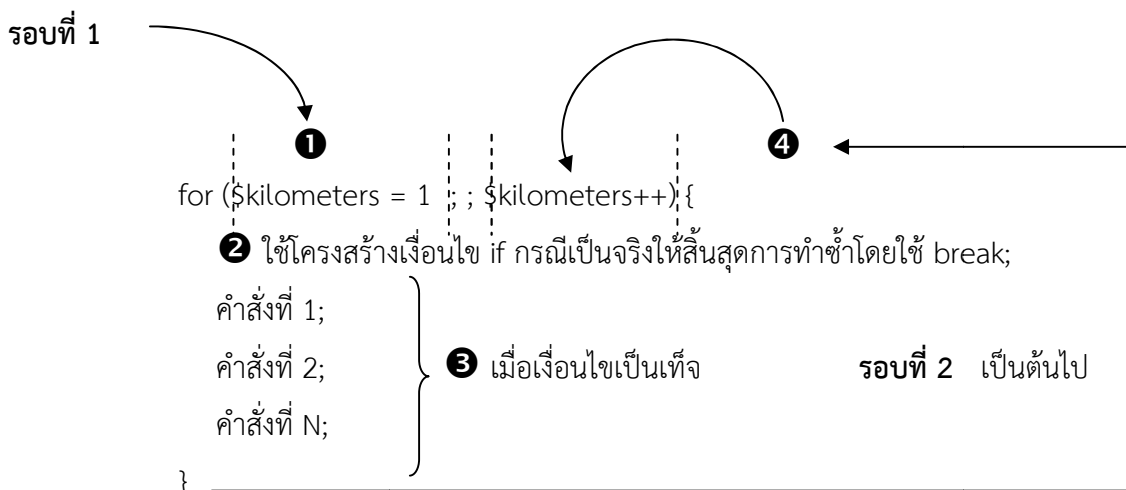 รอบที่ 1
❶ ❹
for ($kilometers = 1 ; ; $kilometers++) {
❷ ใช้โครงสร้างเงื่อนไข if กรณีเป็นจริงให้สิ้นสุดการทำซ้ำโดยใช้ break;
คำสั่งที่ 1;
คำสั่งที่ 2; ❸ เมื่อเงื่อนไขเป็นเท็จ รอบที่ 2 เป็นต้นไป
คำสั่งที่ N;
}